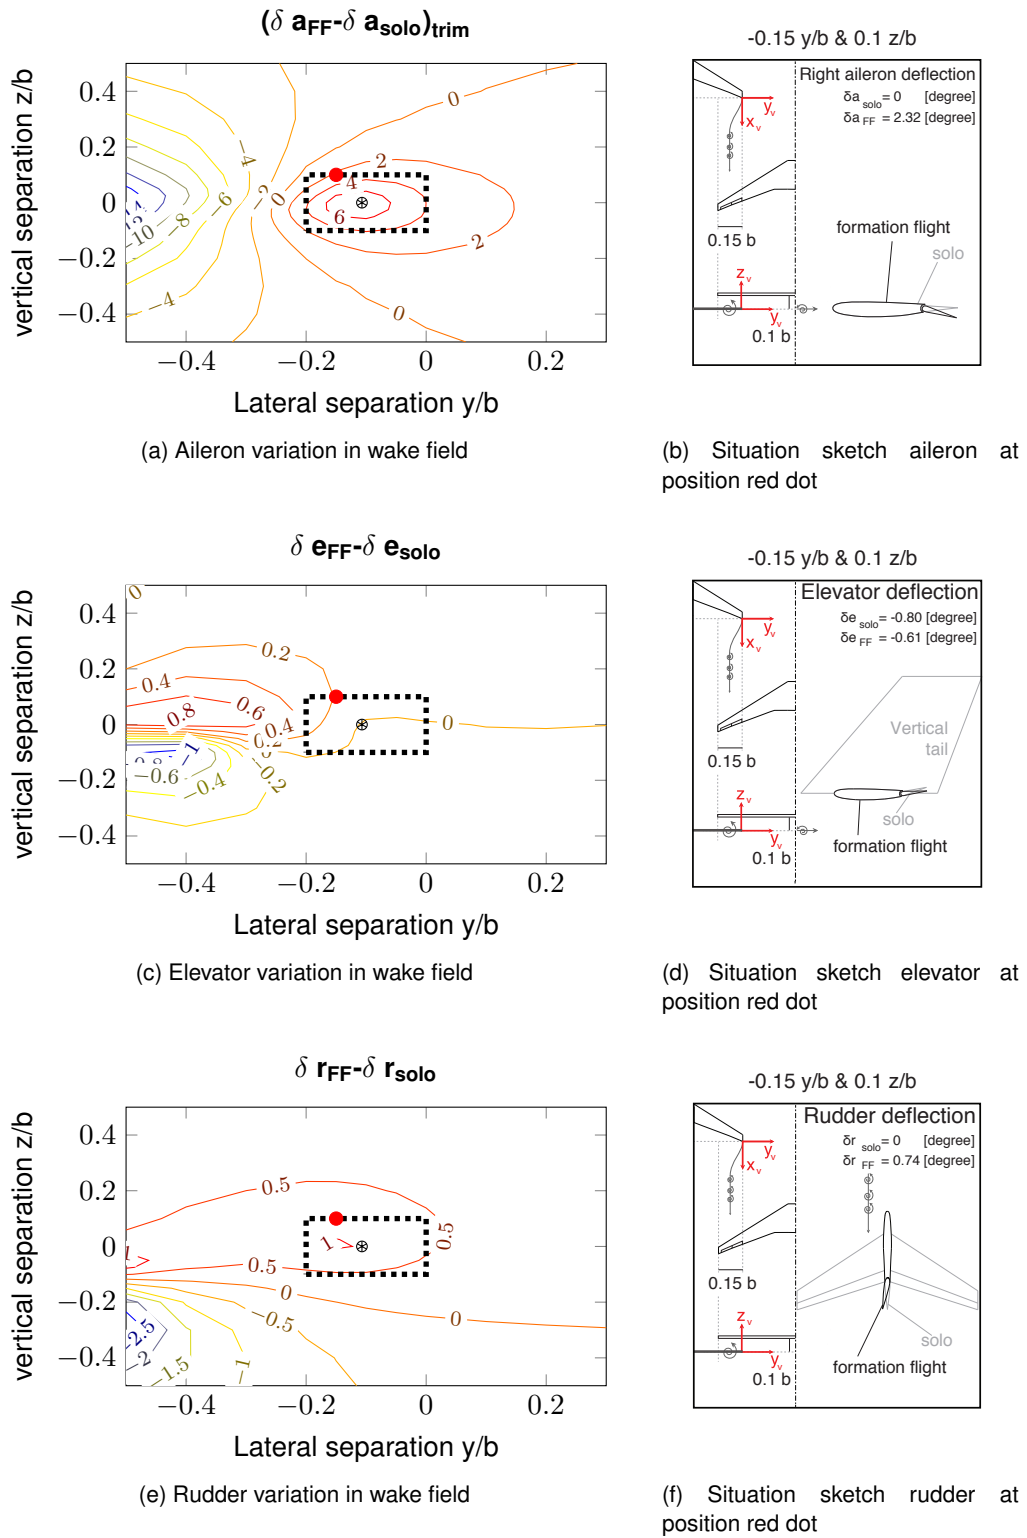 (δ aFF-δ asolo)trim
vertical separation z/b
0.4
0.2
0
−0.2
−0.4
−0.4
−0.2
0
0.2
Lateral separation y/b
0
−4
−2
0
2
4
6
2
0
−6
−8
−10
−4
(a) Aileron variation in wake field
-0.15 y/b & 0.1 z/b
Right aileron deflection
δa solo = 0 [degree]
δa FF = 2.32 [degree]
yv
xv
0.15 b
zv
yv
0.1 b
formation flight
solo
(b) Situation sketch aileron at
position red dot
δ eFF-δ esolo
vertical separation z/b
0.4
0.2
0
−0.2
−0.4
−0.4
−0.2
0
0.2
Lateral separation y/b
0
0.2
0.4
0.6
0.8
0.4
0.2
0
−1
−0.6
−0.4
−0.2
(c) Elevator variation in wake field
-0.15 y/b & 0.1 z/b
Elevator deflection
δe solo = -0.80 [degree]
δe FF = -0.61 [degree]
yv
xv
0.15 b
zv
yv
0.1 b
Vertical
tail
solo
formation flight
(d) Situation sketch elevator at
position red dot
δ rFF-δ rsolo
vertical separation z/b
0.4
0.2
0
−0.2
−0.4
−0.4
−0.2
0
0.2
Lateral separation y/b
0.5
0.5
1
1
0.5
0
−0.5
0
−2.5
−2
−1.5
−1
(e) Rudder variation in wake field
-0.15 y/b & 0.1 z/b
Rudder deflection
δr solo = 0 [degree]
δr FF = 0.74 [degree]
yv
xv
0.15 b
zv
yv
0.1 b
solo
formation flight
(f) Situation sketch rudder at
position red dot